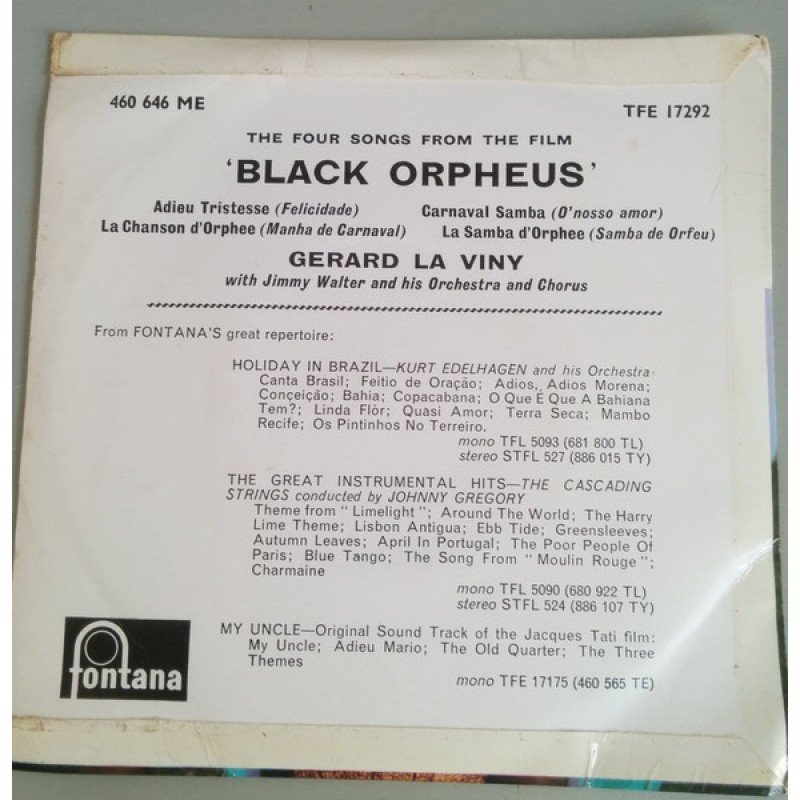 460 646 ME
TFE 17292
THE FOUR SONGS FROM THE FILM
'BLACK ORPHEUS'
Adieu Tristesse (Felicidade) Carnaval Samba (O'nosso amor)
La Chanson d'Orphee (Manha de Carnaval) La Samba d'Orphee (Samba de Orfeu)
GERARD LA VINY
with Jimmy Walter and his Orchestra and Chorus
From FONTANA'S great repertoire:
HOLIDAY IN BRAZIL—KURT EDELHAGEN and his Orchestra.
Canta Brasil; Feitio de Oração; Adios, Adios Morena;
Conçeição; Bahia; Copacabana; O Que É Que A Bahiana
Tem?; Linda Flôr; Quasi Amor; Terra Seca; Mambo
Recife; Os Pintinhos No Terreiro.
mono TFL 5093 (681 800 TL)
stereo STFL 527 (886 015 TY)
THE GREAT INSTRUMENTAL HITS—THE CASCADING
STRINGS conducted by JOHNNY GREGORY
Theme from "Limelight"; Around The World; The Harry
Lime Theme; Lisbon Antigua; Ebb Tide; Greensleeves;
Autumn Leaves; April In Portugal; The Poor People Of
Paris; Blue Tango; The Song From "Moulin Rouge";
Charmaine
mono TFL 5090 (680 922 TL)
stereo STFL 524 (886 107 TY)
MY UNCLE—Original Sound Track of the Jacques Tati film:
My Uncle; Adieu Mario; The Old Quarter; The Three
Themes
mono TFE 17175 (460 565 TE)
fontana